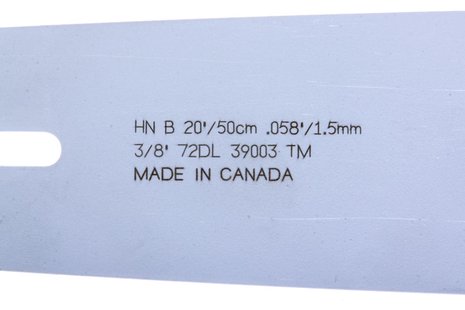 HN B 20'/50cm .058'/1.5mm
3/8' 72DL 39003 TM
MADE IN CANADA